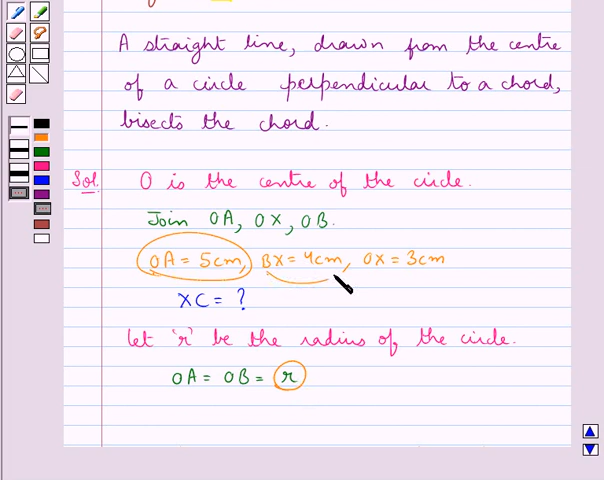 A straight line, drawn from the centre
of a circle perpendicular to a chord,
bisects the chord.
Sol. O is the centre of the circle.
Join OA, OX, OB.
OA = 5cm, BX = 4cm, OX = 3cm
XC = ?
let 'r' be the radius of the circle.
OA = OB = r